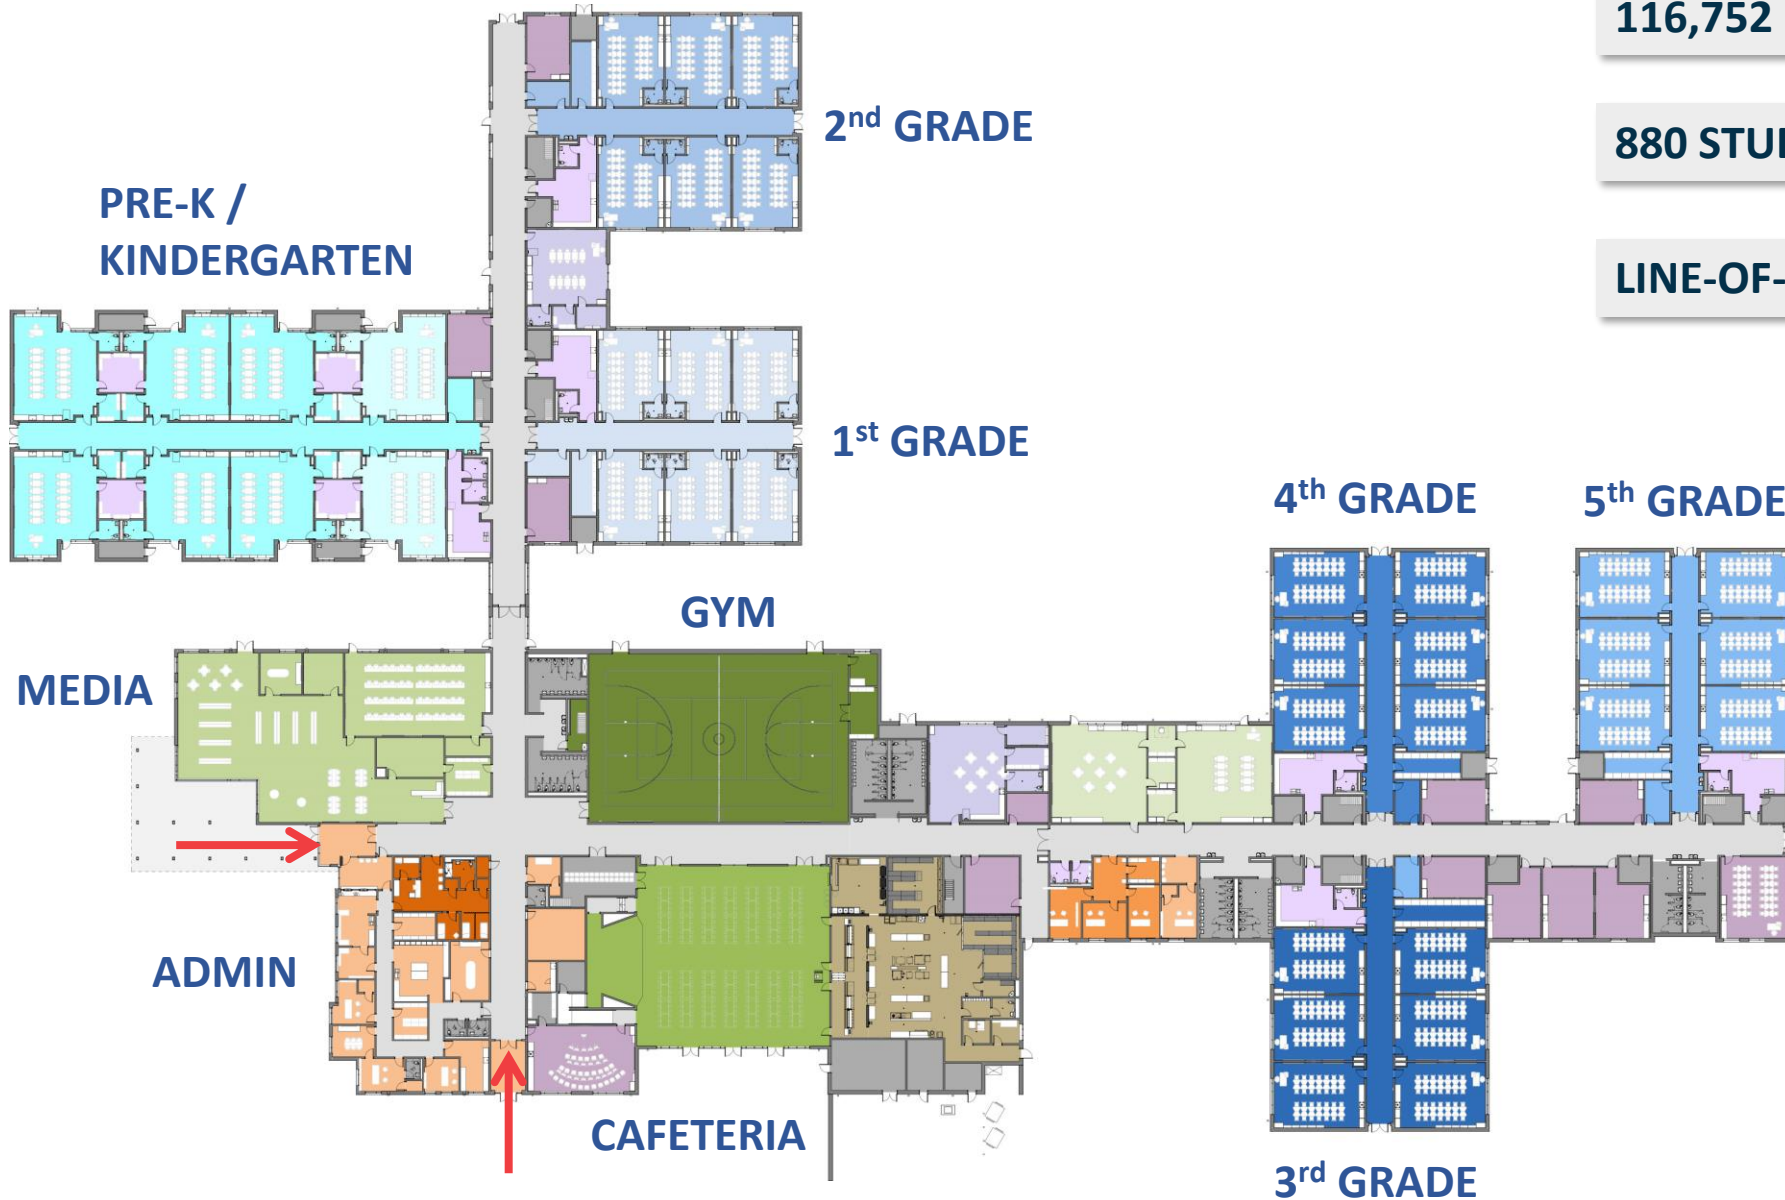 116,752
880 STU
LINE-OF-
2nd GRADE
PRE-K /
KINDERGARTEN
1st GRADE
4th GRADE
5th GRADE
GYM
MEDIA
ADMIN
CAFETERIA
3rd GRADE